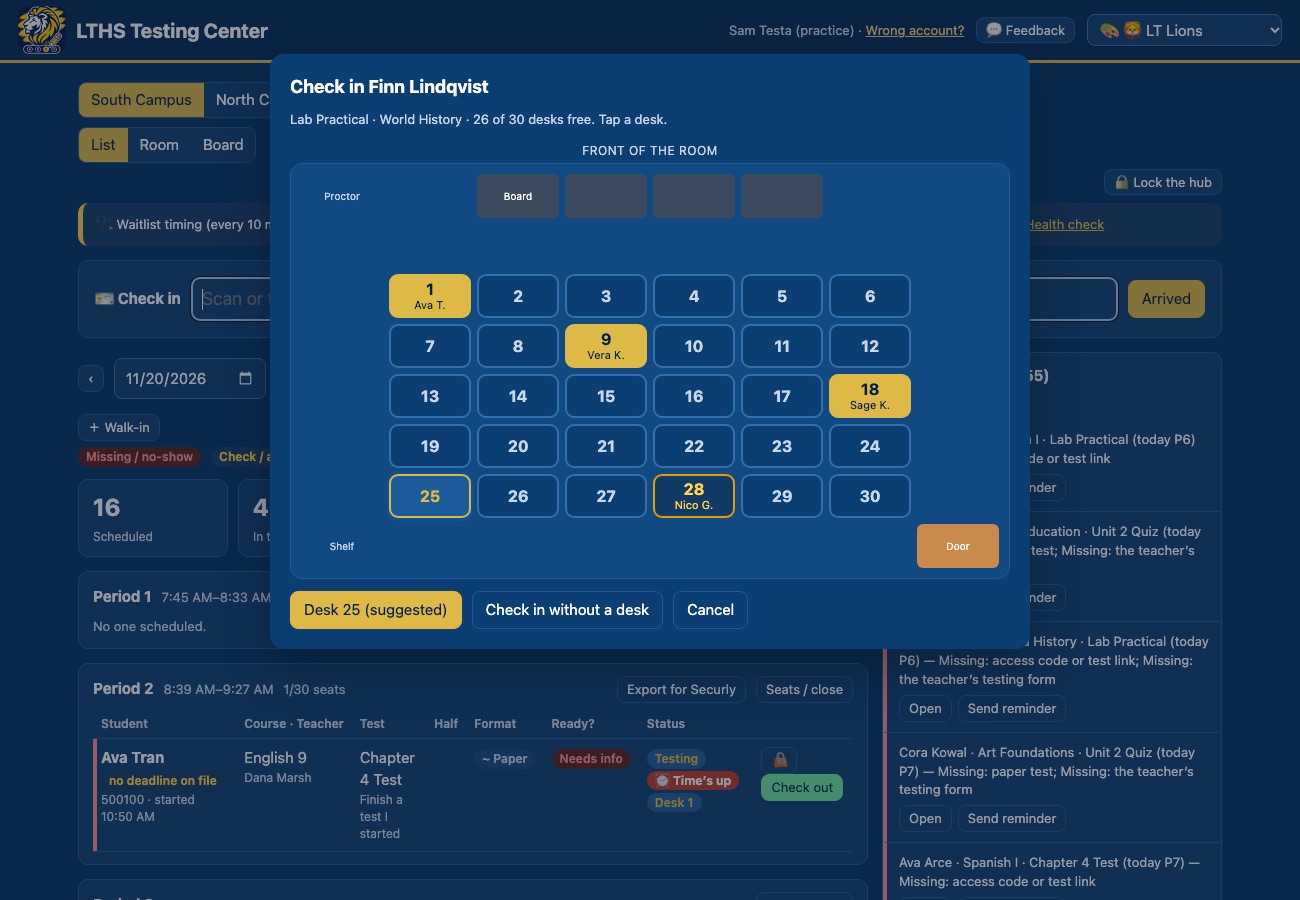 LTHS Testing Center
Sam Testa (practice) · Wrong account?
💬 Feedback
🎨 🦁 LT Lions
South Campus
North C
List
Room
Board
🔒 Lock the hub
Waitlist timing (every 10
Health check
Check in
Scan or
Arrived
Check in Finn Lindqvist
Lab Practical · World History · 26 of 30 desks free. Tap a desk.
FRONT OF THE ROOM
Proctor
Board
1
Ava T.
2
3
4
5
6
7
8
9
Vera K.
10
11
12
13
14
15
16
17
18
Sage K.
19
20
21
22
23
24
25
26
27
28
Nico G.
29
30
Shelf
Door
Desk 25 (suggested)
Check in without a desk
Cancel
‹
11/20/2026
+ Walk-in
Missing / no-show
Check /
16
Scheduled
4
In t
Period 1 7:45 AM–8:33 AM
No one scheduled.
Period 2 8:39 AM–9:27 AM 1/30 seats
Export for Securly
Seats / close
Student
Course · Teacher
Test
Half
Format
Ready?
Status
Ava Tran
no deadline on file
500100 · started
10:50 AM
English 9
Dana Marsh
Chapter
4 Test
Finish a
test I
started
~ Paper
Needs info
Testing
⏰ Time's up
Desk 1
🔒
Check out
55)
I · Lab Practical (today P6)
de or test link
nder
ducation · Unit 2 Quiz (today
test; Missing: the teacher's
nder
History · Lab Practical (today
P6) — Missing: access code or test link; Missing:
the teacher's testing form
Open
Send reminder
Cora Kowal · Art Foundations · Unit 2 Quiz (today
P7) — Missing: paper test; Missing: the teacher's
testing form
Open
Send reminder
Ava Arce · Spanish I · Chapter 4 Test (today P7) —
Missing: access code or test link